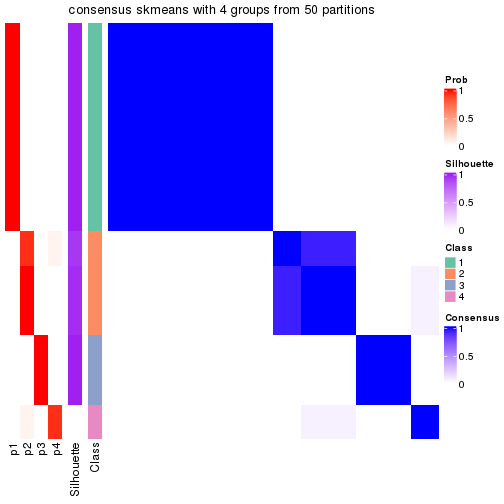 consensus skmeans with 4 groups from 50 partitions
Prob
1
0.5
0
Silhouette
1
0.5
0
Class
1
2
3
4
Consensus
1
0.5
0
p1
p2
p3
p4
Silhouette
Class